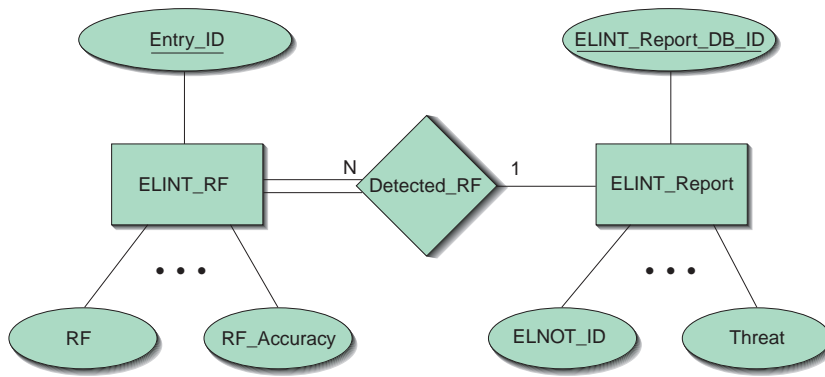 Entry_ID
ELINT_Report_DB_ID
ELINT_RF
N
Detected_RF
1
ELINT_Report
• • •
• • •
RF
RF_Accuracy
ELNOT_ID
Threat